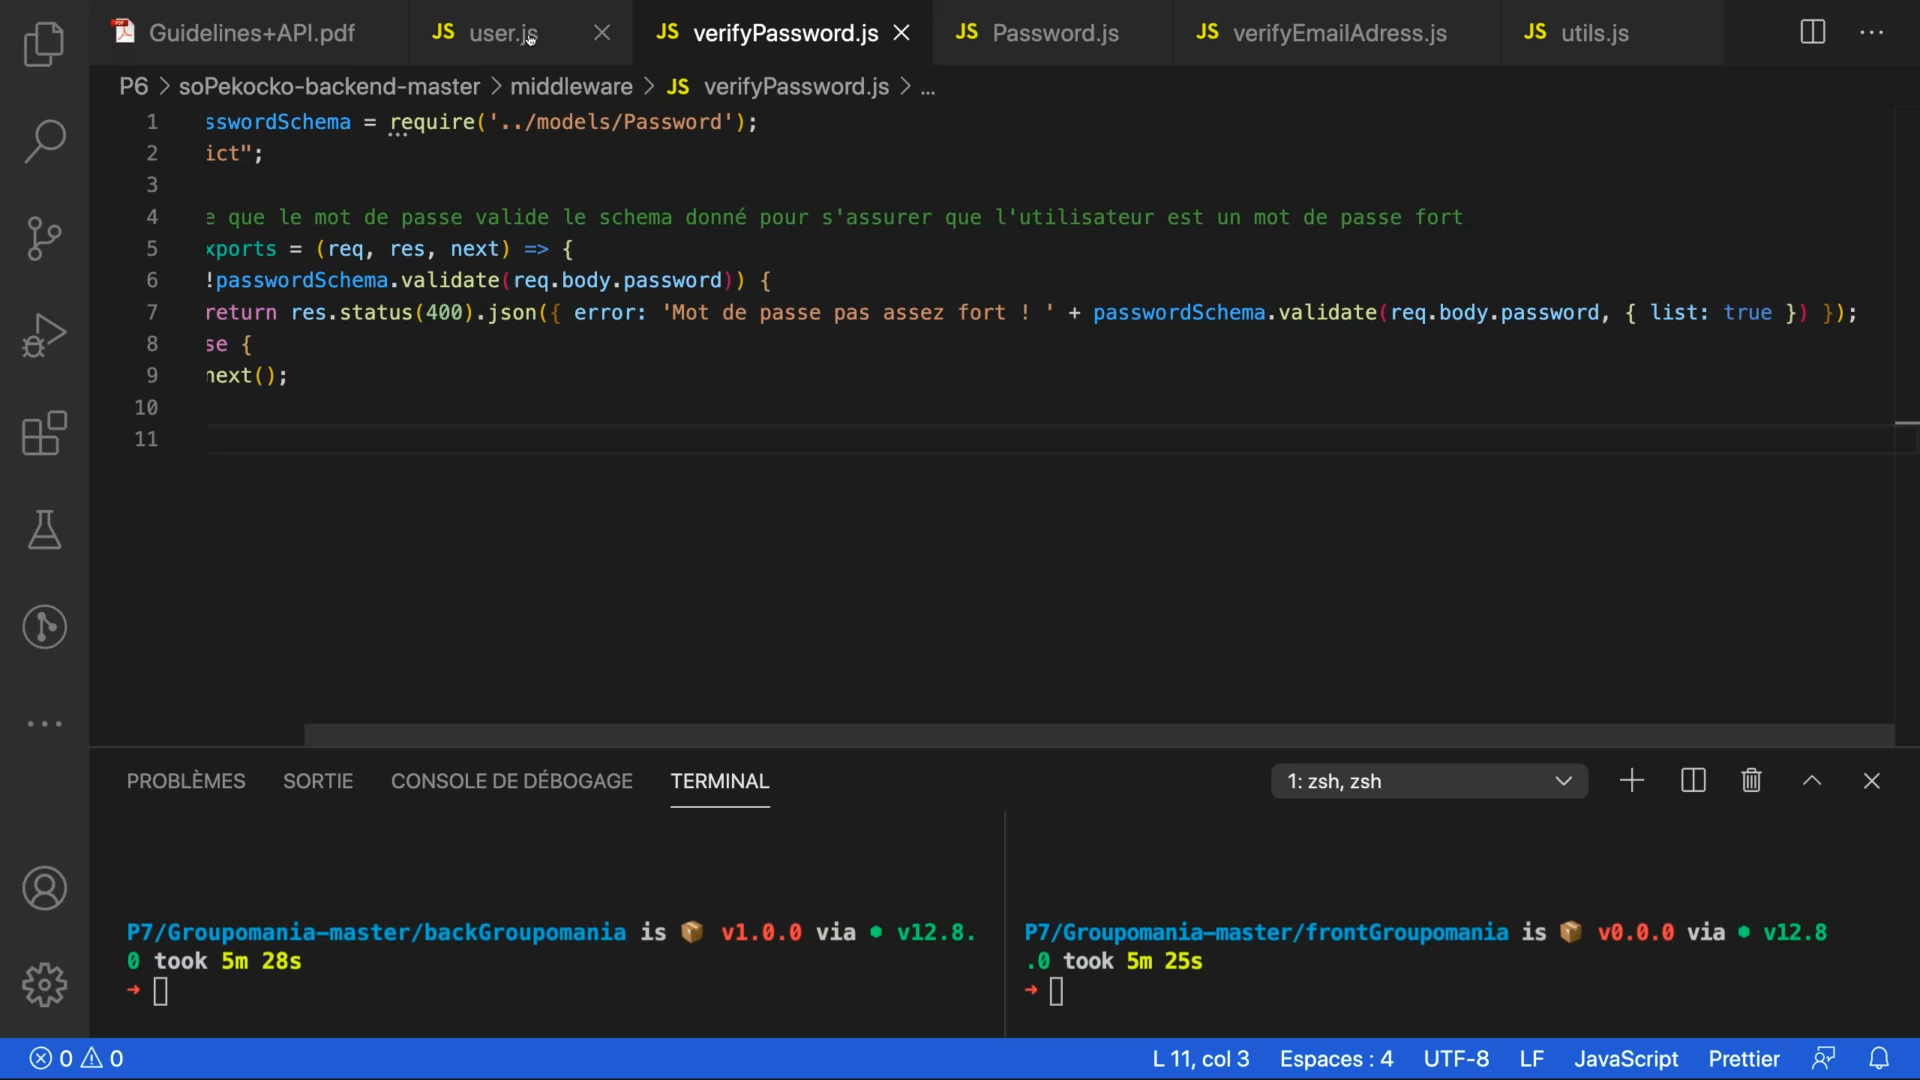 Guidelines+API.pdf
JS user.js
JS verifyPassword.js
JS Password.js
JS verifyEmailAdress.js
JS utils.js
P6 > soPekocko-backend-master > middleware > JS verifyPassword.js > ...
1 sswordSchema = require('../models/Password');
2 ict";
3
4 e que le mot de passe valide le schema donné pour s'assurer que l'utilisateur est un mot de passe fort
5 xports = (req, res, next) => {
6 !passwordSchema.validate(req.body.password)) {
7 return res.status(400).json({ error: 'Mot de passe pas assez fort ! ' + passwordSchema.validate(req.body.password, { list: true }) });
8 se {
9 next();
10
11
PROBLÈMES SORTIE CONSOLE DE DÉBOGAGE TERMINAL 1: zsh, zsh
P7/Groupomania-master/backGroupomania is 📦 v1.0.0 via ⬢ v12.8.
0 took 5m 28s
➜
P7/Groupomania-master/frontGroupomania is 📦 v0.0.0 via ⬢ v12.8
.0 took 5m 25s
➜
0 0 L 11, col 3 Espaces : 4 UTF-8 LF JavaScript Prettier